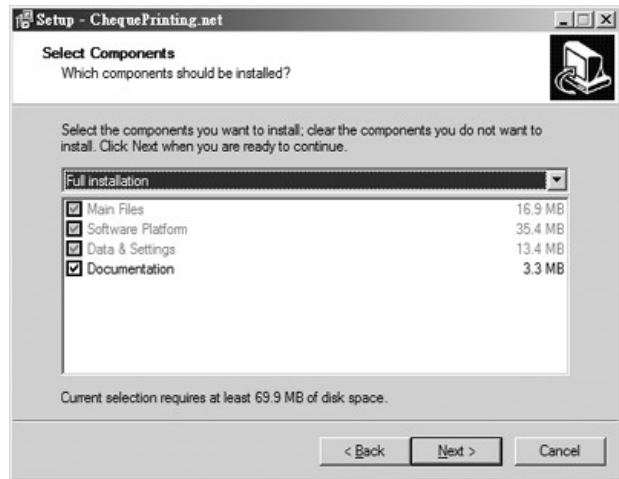 Setup - ChequePrinting.net
Select Components
Which components should be installed?
Select the components you want to install; clear the components you do not want to
install. Click Next when you are ready to continue.
Full installation
Main Files 16.9 MB
Software Platform 35.4 MB
Data & Settings 13.4 MB
Documentation 3.3 MB
Current selection requires at least 69.9 MB of disk space.
< Back Next > Cancel